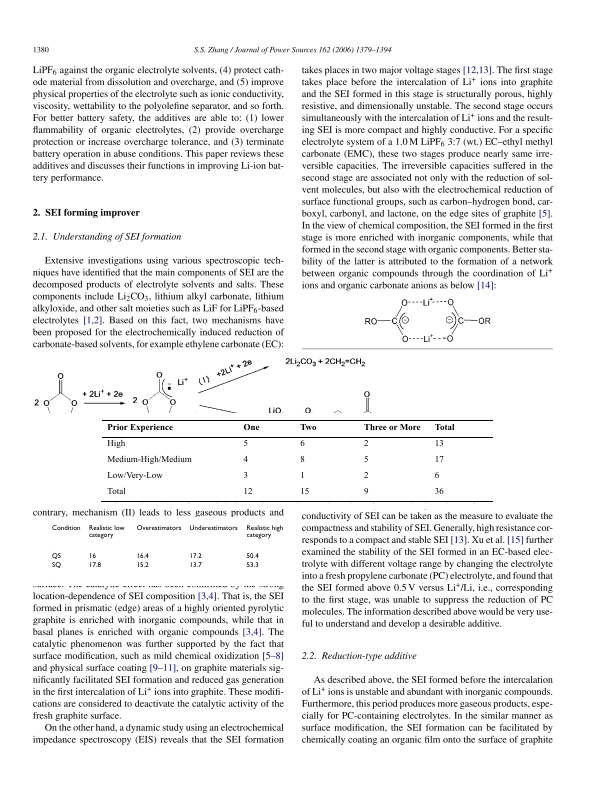 1380
S.S. Zhang / Journal of Power Sources 162 (2006) 1379–1394
LiPF6 against the organic electrolyte solvents, (4) protect cath-
ode material from dissolution and overcharge, and (5) improve
physical properties of the electrolyte such as ionic conductivity,
viscosity, wettability to the polyolefine separator, and so forth.
For better battery safety, the additives are able to: (1) lower
flammability of organic electrolytes, (2) provide overcharge
protection or increase overcharge tolerance, and (3) terminate
battery operation in abuse conditions. This paper reviews these
additives and discusses their functions in improving Li-ion bat-
tery performance.
2. SEI forming improver
2.1. Understanding of SEI formation
Extensive investigations using various spectroscopic tech-
niques have identified that the main components of SEI are the
decomposed products of electrolyte solvents and salts. These
components include Li2CO3, lithium alkyl carbonate, lithium
alkyloxide, and other salt moieties such as LiF for LiPF6-based
electrolytes [1,2]. Based on this fact, two mechanisms have
been proposed for the electrochemically induced reduction of
carbonate-based solvents, for example ethylene carbonate (EC):
takes places in two major voltage stages [12,13]. The first stage
takes place before the intercalation of Li+ ions into graphite
and the SEI formed in this stage is structurally porous, highly
resistive, and dimensionally unstable. The second stage occurs
simultaneously with the intercalation of Li+ ions and the result-
ing SEI is more compact and highly conductive. For a specific
electrolyte system of a 1.0 M LiPF6 3:7 (wt.) EC–ethyl methyl
carbonate (EMC), these two stages produce nearly same irre-
versible capacities. The irreversible capacities suffered in the
second stage are associated not only with the reduction of sol-
vent molecules, but also with the electrochemical reduction of
surface functional groups, such as carbon–hydrogen bond, car-
boxyl, carbonyl, and lactone, on the edge sites of graphite [5].
In the view of chemical composition, the SEI formed in the first
stage is more enriched with inorganic components, while that
formed in the second stage with organic components. Better sta-
bility of the latter is attributed to the formation of a network
between organic compounds through the coordination of Li+
ions and organic carbonate anions as below [14]:
O----Li+----O
RO C C OR
O----Li+----O
2 O O O + 2Li+ + 2e 2 O O O Li+ (1) +2Li+ + 2e 2Li2CO3 + 2CH2=CH2
LiO O O
Prior Experience One Two Three or More Total
High 5 6 2 13
Medium-High/Medium 4 8 5 17
Low/Very-Low 3 1 2 6
Total 12 15 9 36
contrary, mechanism (II) leads to less gaseous products and
Condition Realistic low category Overestimators Underestimators Realistic high category
QS 16 16.4 17.2 50.4
SQ 17.8 15.2 13.7 53.3
location-dependence of SEI composition [3,4]. That is, the SEI
formed in prismatic (edge) areas of a highly oriented pyrolytic
graphite is enriched with inorganic compounds, while that in
basal planes is enriched with organic compounds [3,4]. The
catalytic phenomenon was further supported by the fact that
surface modification, such as mild chemical oxidization [5–8]
and physical surface coating [9–11], on graphite materials sig-
nificantly facilitated SEI formation and reduced gas generation
in the first intercalation of Li+ ions into graphite. These modifi-
cations are considered to deactivate the catalytic activity of the
fresh graphite surface.
On the other hand, a dynamic study using an electrochemical
impedance spectroscopy (EIS) reveals that the SEI formation
conductivity of SEI can be taken as the measure to evaluate the
compactness and stability of SEI. Generally, high resistance cor-
responds to a compact and stable SEI [13]. Xu et al. [15] further
examined the stability of the SEI formed in an EC-based elec-
trolyte with different voltage range by changing the electrolyte
into a fresh propylene carbonate (PC) electrolyte, and found that
the SEI formed above 0.5 V versus Li+/Li, i.e., corresponding
to the first stage, was unable to suppress the reduction of PC
molecules. The information described above would be very use-
ful to understand and develop a desirable additive.
2.2. Reduction-type additive
As described above, the SEI formed before the intercalation
of Li+ ions is unstable and abundant with inorganic compounds.
Furthermore, this period produces more gaseous products, espe-
cially for PC-containing electrolytes. In the similar manner as
surface modification, the SEI formation can be facilitated by
chemically coating an organic film onto the surface of graphite